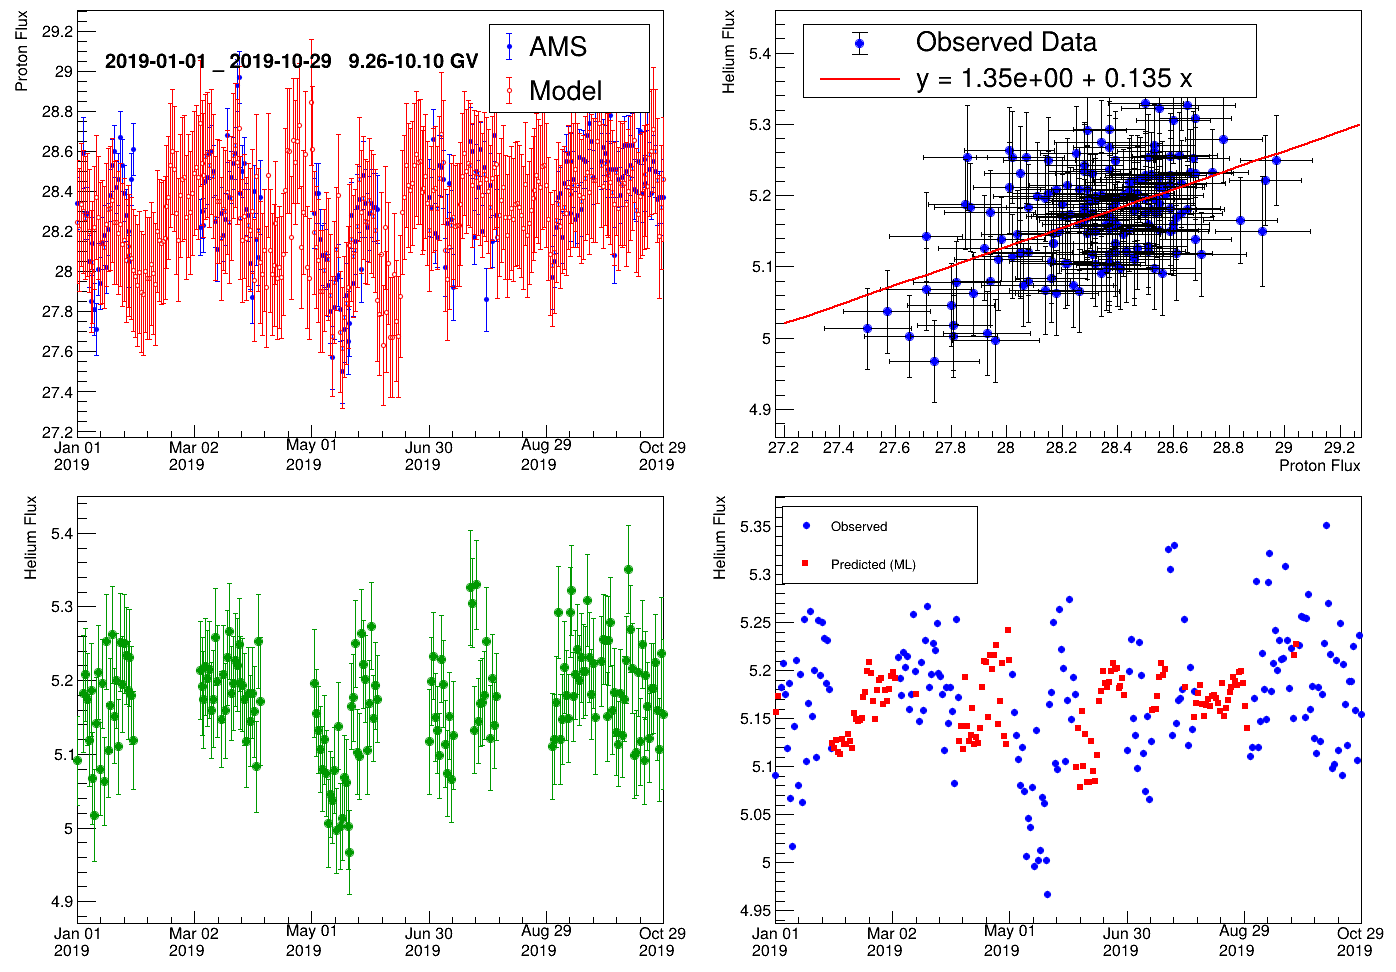 Proton Flux
29.2
29
28.8
28.6
28.4
28.2
28
27.8
27.6
27.4
27.2
2019-01-01 _ 2019-10-29 9.26-10.10 GV
AMS
Model
Jan 01 Mar 02 May 01 Jun 30 Aug 29 Oct 29
2019 2019 2019 2019 2019 2019
Helium Flux
5.4
5.3
5.2
5.1
5
4.9
Observed Data
y = 1.35e+00 + 0.135 x
27.2 27.4 27.6 27.8 28 28.2 28.4 28.6 28.8 29 29.2
Proton Flux
Helium Flux
5.4
5.3
5.2
5.1
5
4.9
Jan 01 Mar 02 May 01 Jun 30 Aug 29 Oct 29
2019 2019 2019 2019 2019 2019
Helium Flux
5.35
5.3
5.25
5.2
5.15
5.1
5.05
5
4.95
Observed
Predicted (ML)
Jan 01 Mar 02 May 01 Jun 30 Aug 29 Oct 29
2019 2019 2019 2019 2019 2019